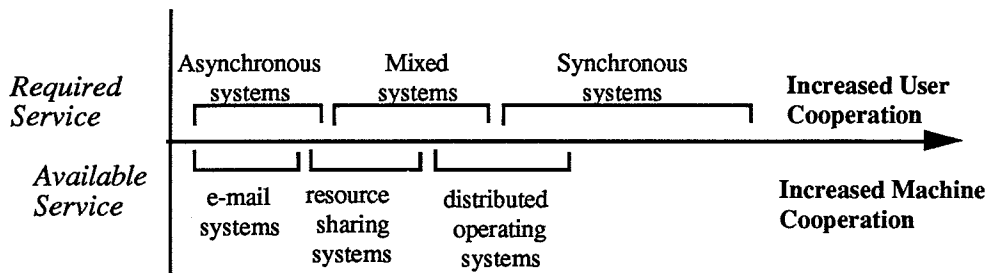 Required
Service
Asynchronous
systems
Mixed
systems
Synchronous
systems
Increased User
Cooperation
Available
Service
e-mail
systems
resource
sharing
systems
distributed
operating
systems
Increased Machine
Cooperation